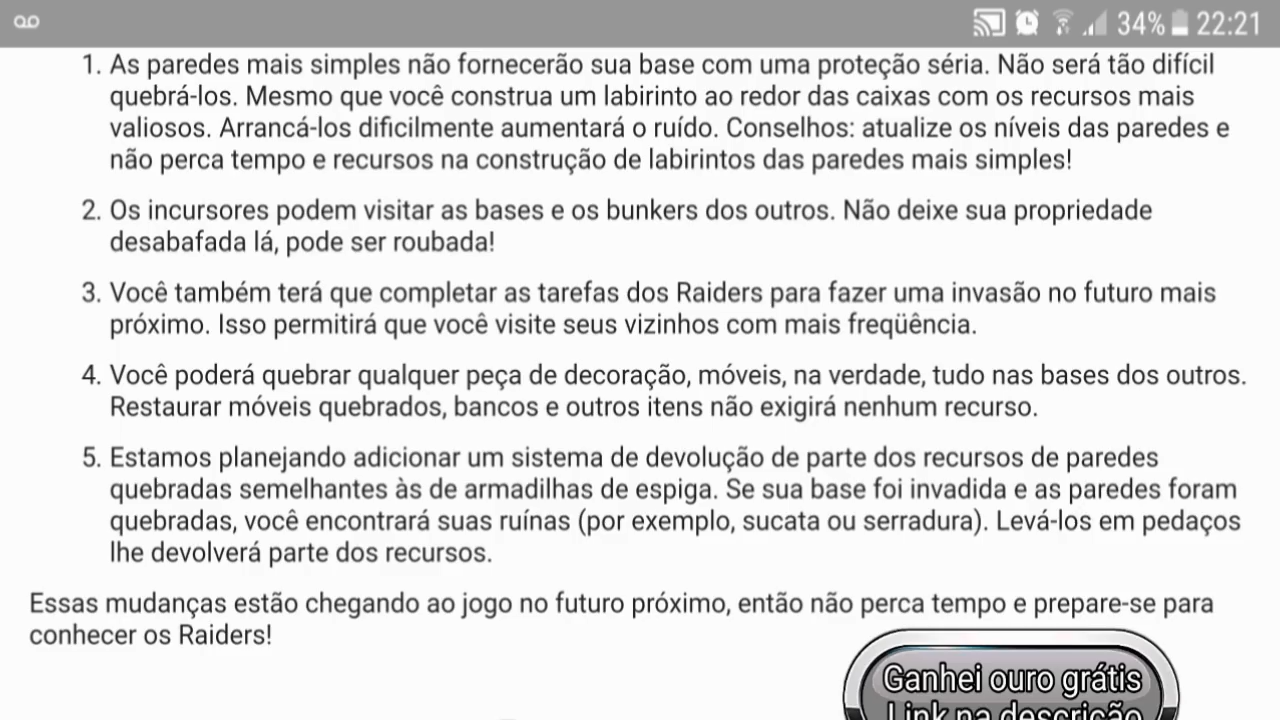 34% 22:21
1. As paredes mais simples não fornecerão sua base com uma proteção séria. Não será tão difícil
quebrá-los. Mesmo que você construa um labirinto ao redor das caixas com os recursos mais
valiosos. Arrancá-los dificilmente aumentará o ruído. Conselhos: atualize os níveis das paredes e
não perca tempo e recursos na construção de labirintos das paredes mais simples!
2. Os incursores podem visitar as bases e os bunkers dos outros. Não deixe sua propriedade
desabafada lá, pode ser roubada!
3. Você também terá que completar as tarefas dos Raiders para fazer uma invasão no futuro mais
próximo. Isso permitirá que você visite seus vizinhos com mais freqüência.
4. Você poderá quebrar qualquer peça de decoração, móveis, na verdade, tudo nas bases dos outros.
Restaurar móveis quebrados, bancos e outros itens não exigirá nenhum recurso.
5. Estamos planejando adicionar um sistema de devolução de parte dos recursos de paredes
quebradas semelhantes às de armadilhas de espiga. Se sua base foi invadida e as paredes foram
quebradas, você encontrará suas ruínas (por exemplo, sucata ou serradura). Levá-los em pedaços
lhe devolverá parte dos recursos.
Essas mudanças estão chegando ao jogo no futuro próximo, então não perca tempo e prepare-se para
conhecer os Raiders!
Ganhei ouro grátis
Link na descrição